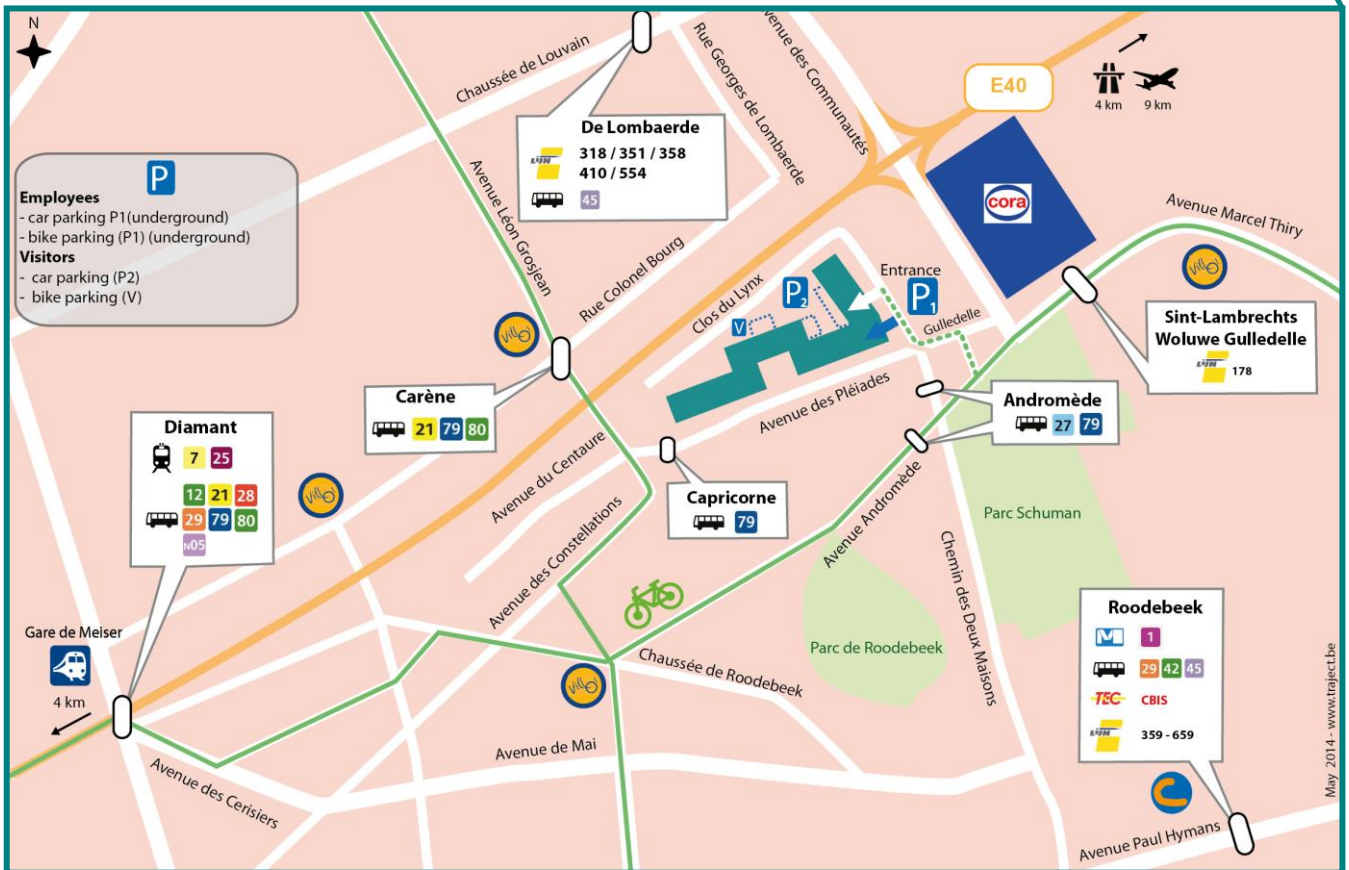 N
Chaussée de Louvain
Rue Georges de Lombaerde
Avenue des Communautés
E40
4 km
9 km
P
Employees
- car parking P1(underground)
- bike parking (P1) (underground)
Visitors
- car parking (P2)
- bike parking (V)
De Lombaerde
318 / 351 / 358
410 / 554
45
cora
Avenue Marcel Thiry
Avenue Léon Grosjean
Rue Colonel Bourg
Clos du Lynx
Entrance
P2
P1
V
Gulledelle
Sint-Lambrechts
Woluwe Gulledelle
178
Carène
21 79 80
Avenue des Pléiades
Andromède
27 79
Diamant
7 25
12 21 28
29 79 80
N05
Avenue du Centaure
Capricorne
79
Avenue des Constellations
Avenue Andromède
Parc Schuman
Chemin des Deux Maisons
Parc de Roodebeek
Roodebeek
M 1
29 42 45
TEC CBIS
359 - 659
Gare de Meiser
4 km
Chaussée de Roodebeek
Avenue de Mai
Avenue des Cerisiers
Avenue Paul Hymans
May 2014 - www.traject.be